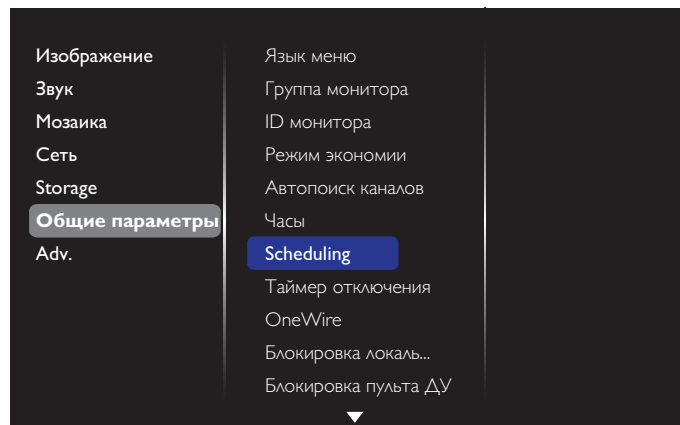 Изображение
Звук
Мозаика
Сеть
Storage
Общие параметры
Adv.
Язык меню
Группа монитора
ID монитора
Режим экономии
Автопоиск каналов
Часы
Scheduling
Таймер отключения
OneWire
Блокировка локаль...
Блокировка пульта ДУ